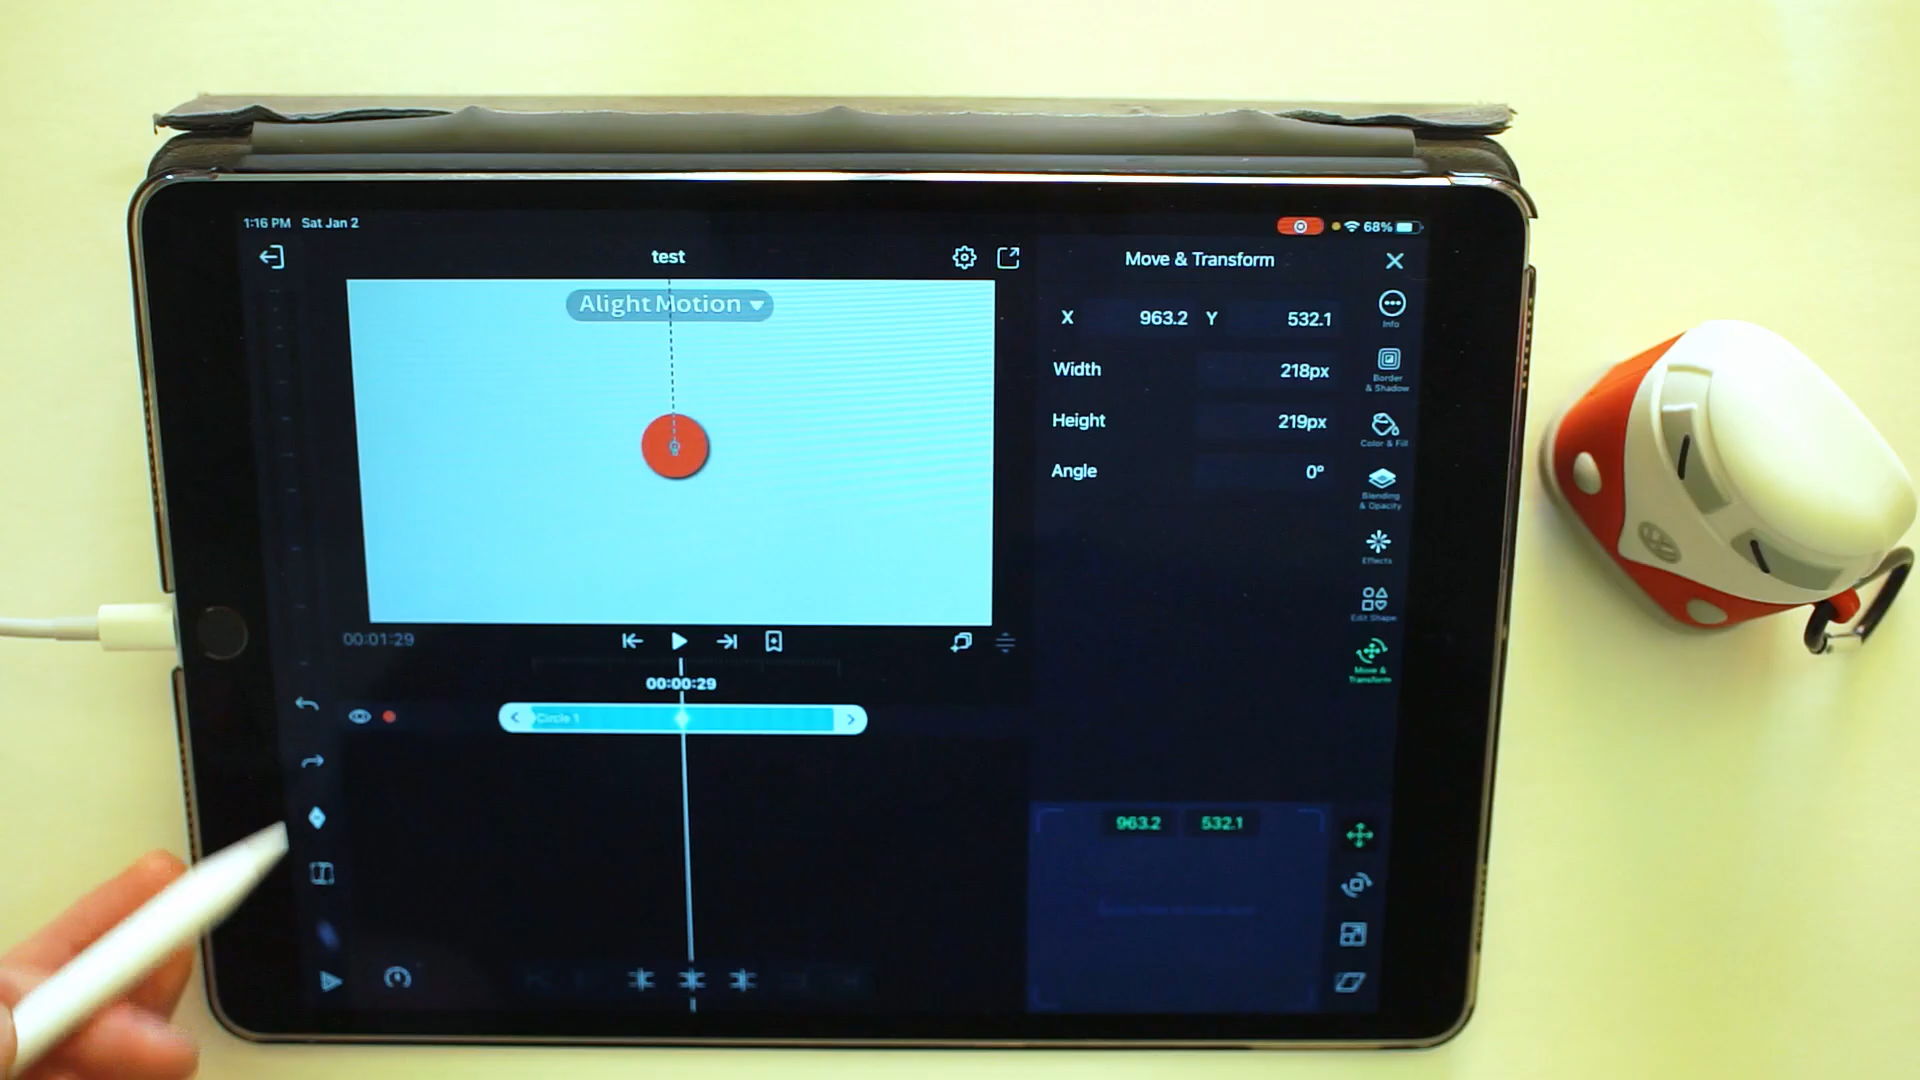 1:16 PM Sat Jan 2
68%
test
Alight Motion
Move & Transform
X 963.2 Y 532.1
Width 218px
Height 219px
Angle 0°
Info
Border
& Shadow
Color & Fill
Blending
& Opacity
Effects
Edit Shape
Move &
Transform
00:01:29
00:00:29
Circle 1
963.2 532.1